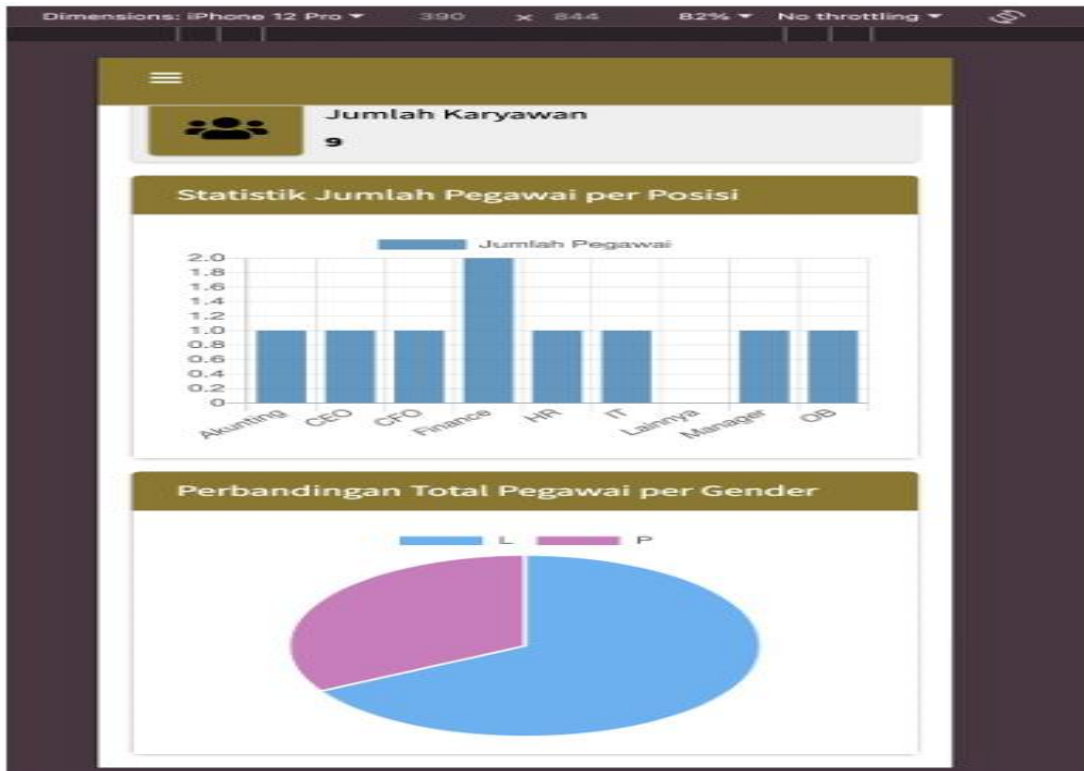 Dimensions: iPhone 12 Pro ▼ 390 x 844 82% ▼ No throttling ▼
Jumlah Karyawan
9
Statistik Jumlah Pegawai per Posisi
Jumlah Pegawai
2.0
1.8
1.6
1.4
1.2
1.0
0.8
0.6
0.4
0.2
0
Akunting CEO CFO Finance HR IT Lainnya Manager OB
Perbandingan Total Pegawai per Gender
L P